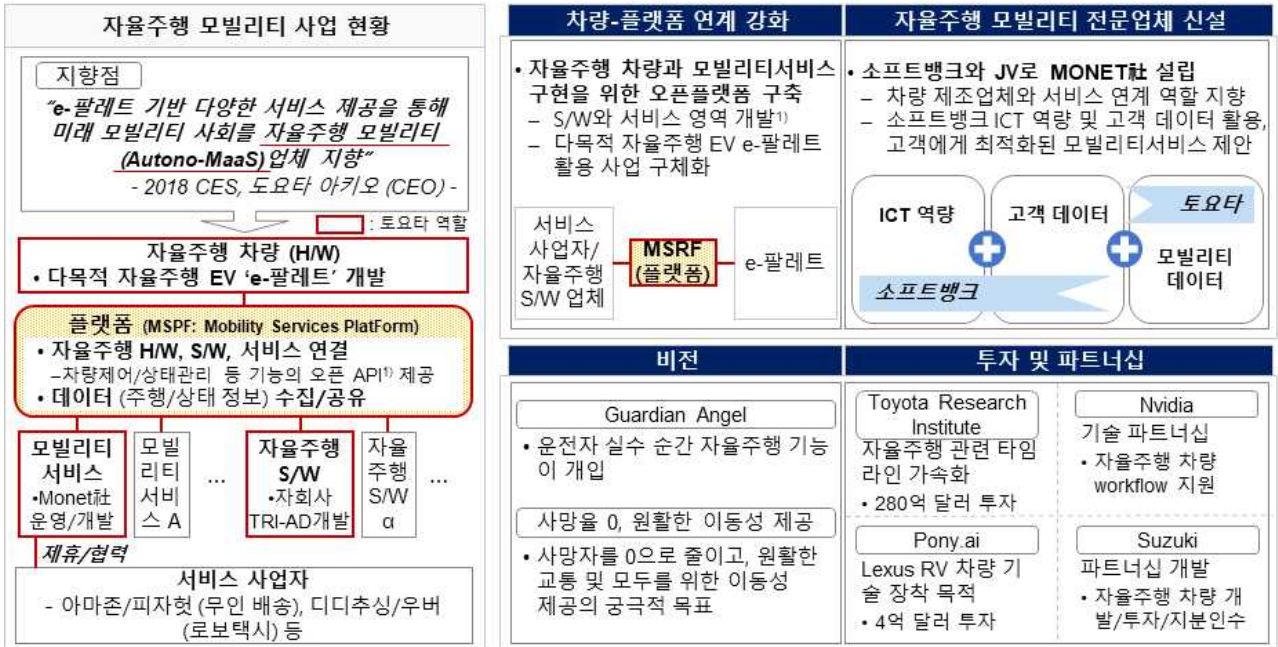 자율주행 모빌리티 사업 현황
지향점
“e-팔레트 기반 다양한 서비스 제공을 통해
미래 모빌리티 사회를 자율주행 모빌리티
(Autono-MaaS)업체 지향”
- 2018 CES, 도요타 아키오 (CEO) -
: 토요타 역할
자율주행 차량 (H/W)
• 다목적 자율주행 EV ‘e-팔레트’ 개발
플랫폼 (MSPF: Mobility Services PlatForm)
• 자율주행 H/W, S/W, 서비스 연결
–차량제어/상태관리 등 기능의 오픈 API¹⁾ 제공
• 데이터 (주행/상태 정보) 수집/공유
모빌리티
서비스
•Monet社
운영/개발
모빌
리티
서비
스 A
...
자율주행
S/W
•자회사
TRI-AD개발
자율
주행
S/W
α
...
제휴/협력
서비스 사업자
- 아마존/피자헛 (무인 배송), 디디추싱/우버
(로보택시) 등
차량-플랫폼 연계 강화
• 자율주행 차량과 모빌리티서비스
구현을 위한 오픈플랫폼 구축
– S/W와 서비스 영역 개발¹⁾
– 다목적 자율주행 EV e-팔레트
활용 사업 구체화
서비스
사업자/
자율주행
S/W 업체
MSRF
(플랫폼)
e-팔레트
자율주행 모빌리티 전문업체 신설
• 소프트뱅크와 JV로 MONET社 설립
– 차량 제조업체와 서비스 연계 역할 지향
– 소프트뱅크 ICT 역량 및 고객 데이터 활용,
고객에게 최적화된 모빌리티서비스 제안
ICT 역량
고객 데이터
토요타
모빌리티
데이터
소프트뱅크
비전
Guardian Angel
• 운전자 실수 순간 자율주행 기능
이 개입
사망율 0, 원활한 이동성 제공
• 사망자를 0으로 줄이고, 원활한
교통 및 모두를 위한 이동성
제공의 궁극적 목표
투자 및 파트너십
Toyota Research
Institute
자율주행 관련 타임
라인 가속화
• 280억 달러 투자
Nvidia
기술 파트너십
• 자율주행 차량
workflow 지원
Pony.ai
Lexus RV 차량 기
술 장착 목적
• 4억 달러 투자
Suzuki
파트너십 개발
• 자율주행 차량 개
발/투자/지분인수